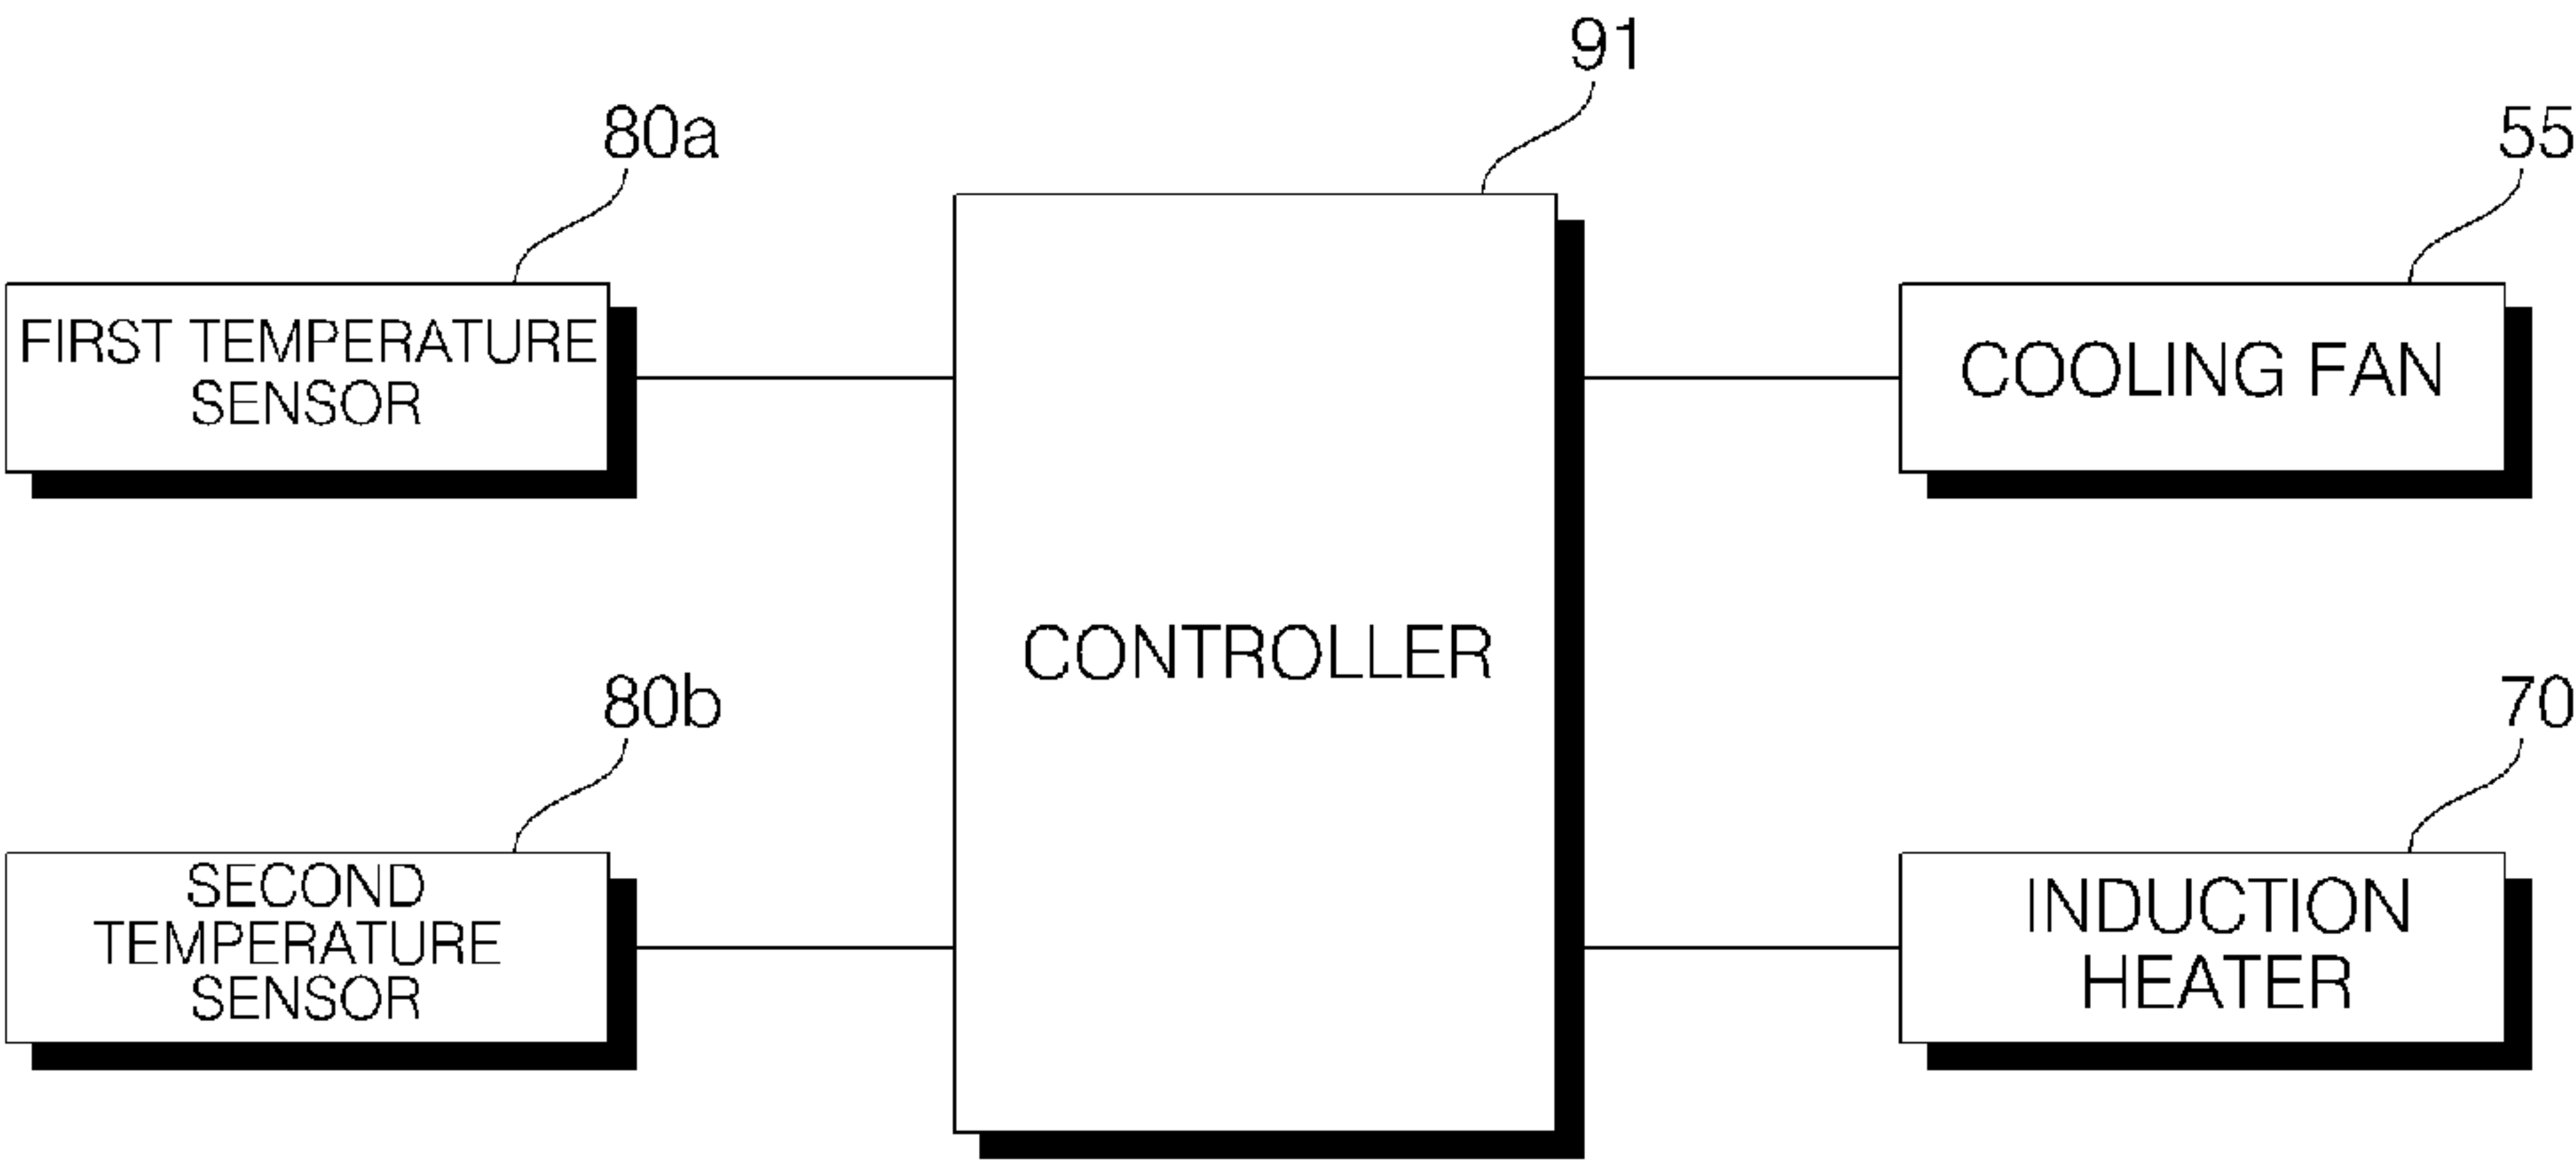 91
80a
55
FIRST TEMPERATURE
SENSOR
COOLING FAN
CONTROLLER
80b
70
SECOND
TEMPERATURE
SENSOR
INDUCTION
HEATER